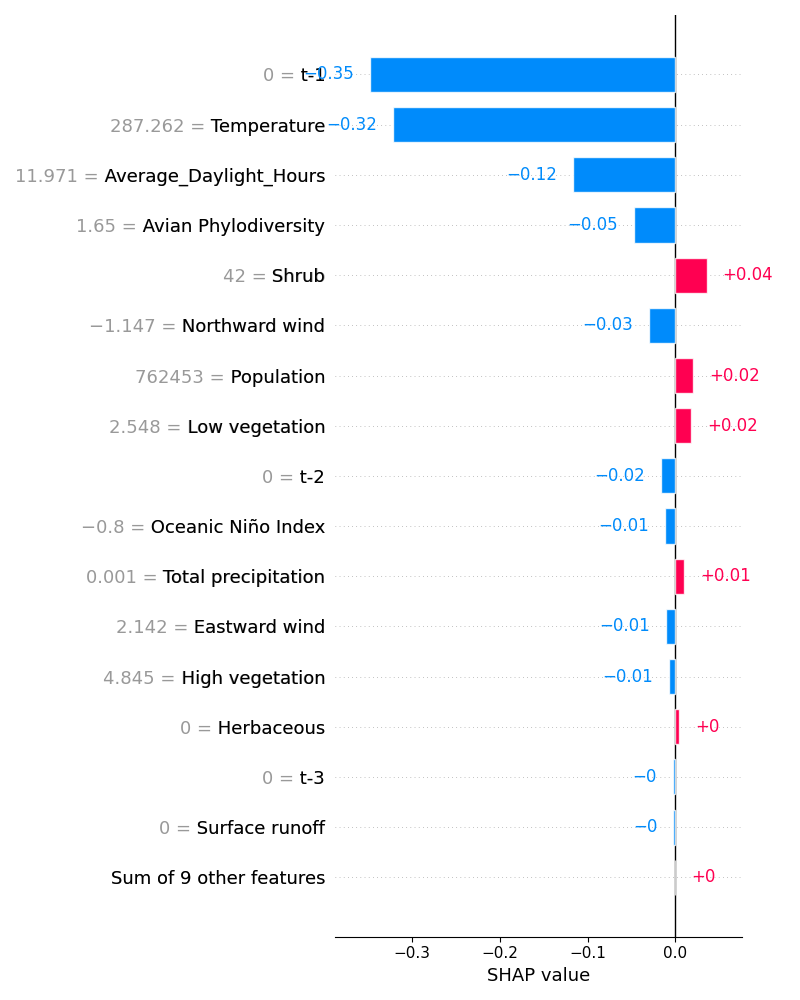 0 = t-1 −0.35
287.262 = Temperature −0.32
11.971 = Average_Daylight_Hours −0.12
1.65 = Avian Phylodiversity −0.05
42 = Shrub +0.04
−1.147 = Northward wind −0.03
762453 = Population +0.02
2.548 = Low vegetation +0.02
0 = t-2 −0.02
−0.8 = Oceanic Niño Index −0.01
0.001 = Total precipitation +0.01
2.142 = Eastward wind −0.01
4.845 = High vegetation −0.01
0 = Herbaceous +0
0 = t-3 −0
0 = Surface runoff −0
Sum of 9 other features +0
−0.3 −0.2 −0.1 0.0
SHAP value